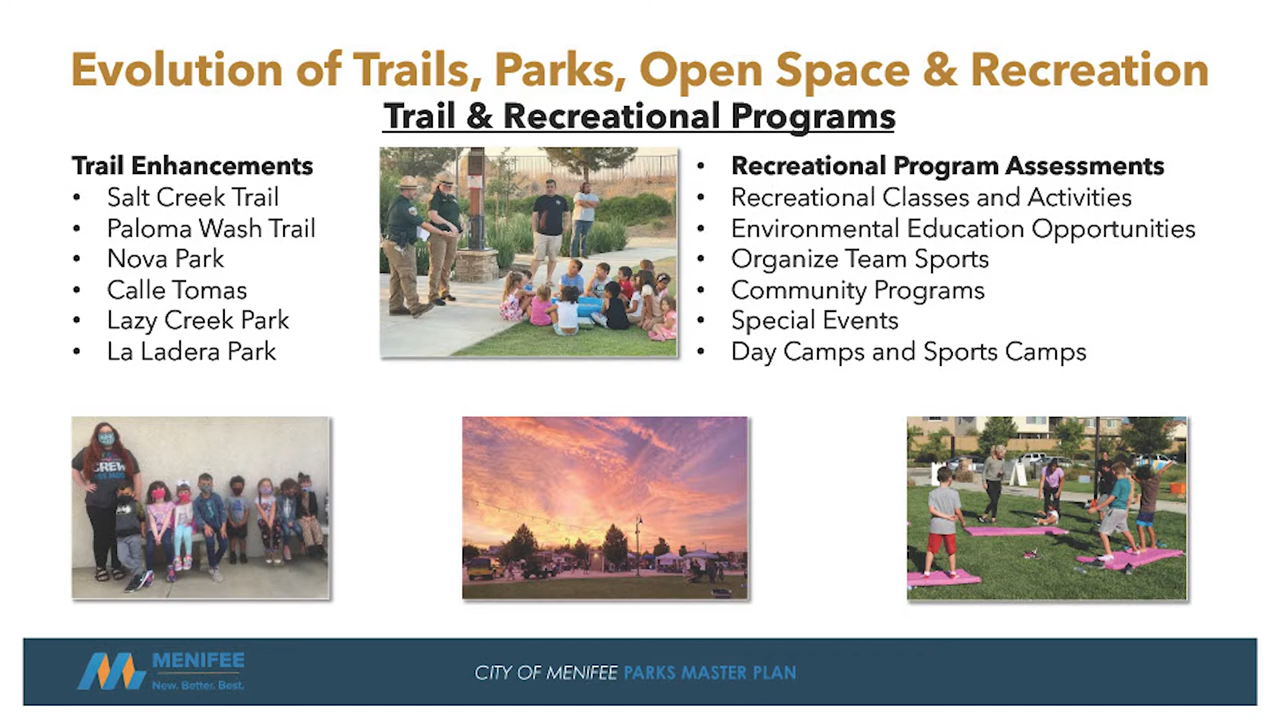 Evolution of Trails, Parks, Open Space & Recreation
Trail & Recreational Programs
Trail Enhancements
• Salt Creek Trail
• Paloma Wash Trail
• Nova Park
• Calle Tomas
• Lazy Creek Park
• La Ladera Park
• Recreational Program Assessments
• Recreational Classes and Activities
• Environmental Education Opportunities
• Organize Team Sports
• Community Programs
• Special Events
• Day Camps and Sports Camps
CREW
MENIFEE
New. Better. Best.
CITY OF MENIFEE PARKS MASTER PLAN